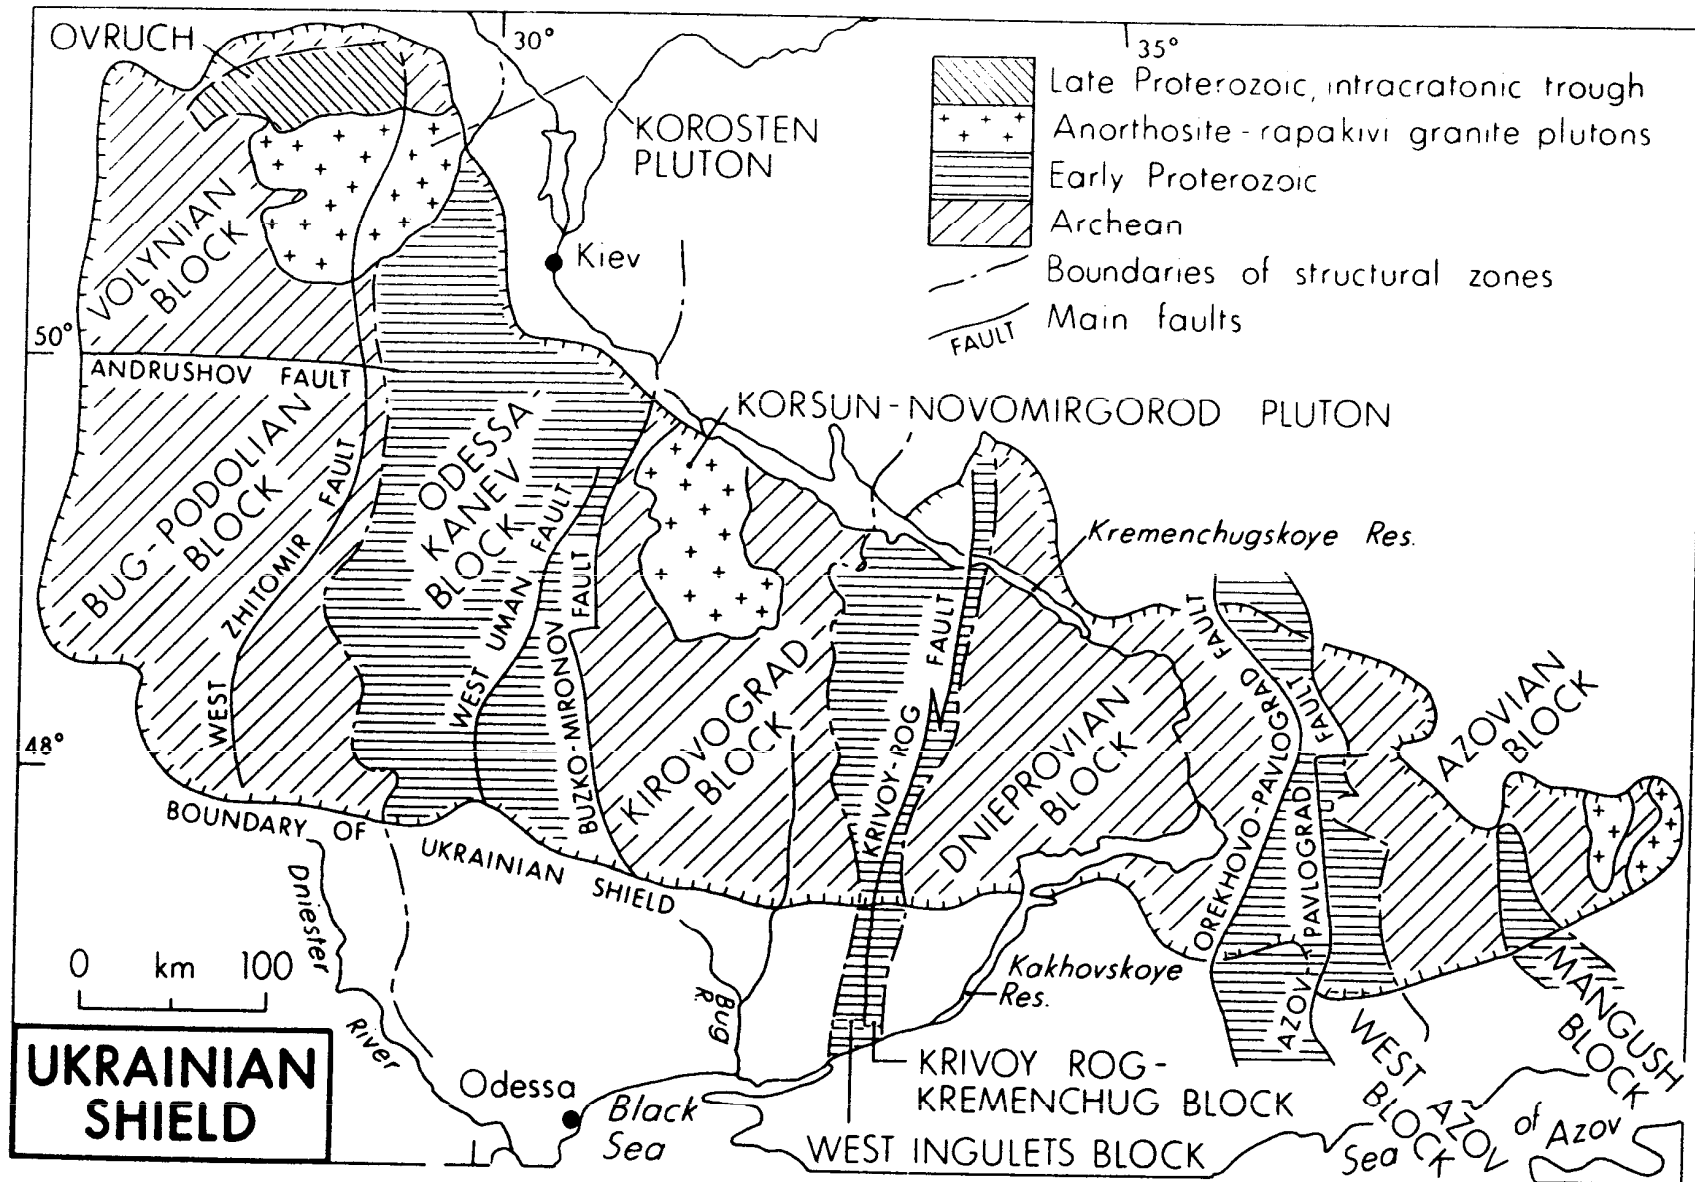 OVRUCH
30°
35°
Late Proterozoic, intracratonic trough
Anorthosite - rapakivi granite plutons
Early Proterozoic
Archean
Boundaries of structural zones
FAULT
Main faults
KOROSTEN
PLUTON
Kiev
VOLYNIAN
BLOCK
50°
ANDRUSHOV FAULT
KORSUN-NOVOMIRGOROD PLUTON
BUG-PODOLIAN
BLOCK
WEST ZHITOMIR FAULT
ODESSA-
KANEV
BLOCK
WEST UMAN FAULT
BUZKO-MIRONOV FAULT
Kremenchugskoye Res.
KIROVOGRAD
BLOCK
KRIVOY-ROG FAULT
DNIEPROVIAN
BLOCK
OREKHOVO-PAVLOGRAD FAULT
AZOV-PAVLOGRAD FAULT
AZOVIAN
BLOCK
48°
BOUNDARY OF UKRAINIAN SHIELD
Dniester
River
Bug
R.
Kakhovskoye
Res.
0 km 100
UKRAINIAN
SHIELD
Odessa
Black
Sea
KRIVOY ROG-
KREMENCHUG BLOCK
WEST INGULETS BLOCK
WEST AZOV
BLOCK
MANGUSH
BLOCK
Sea of Azov